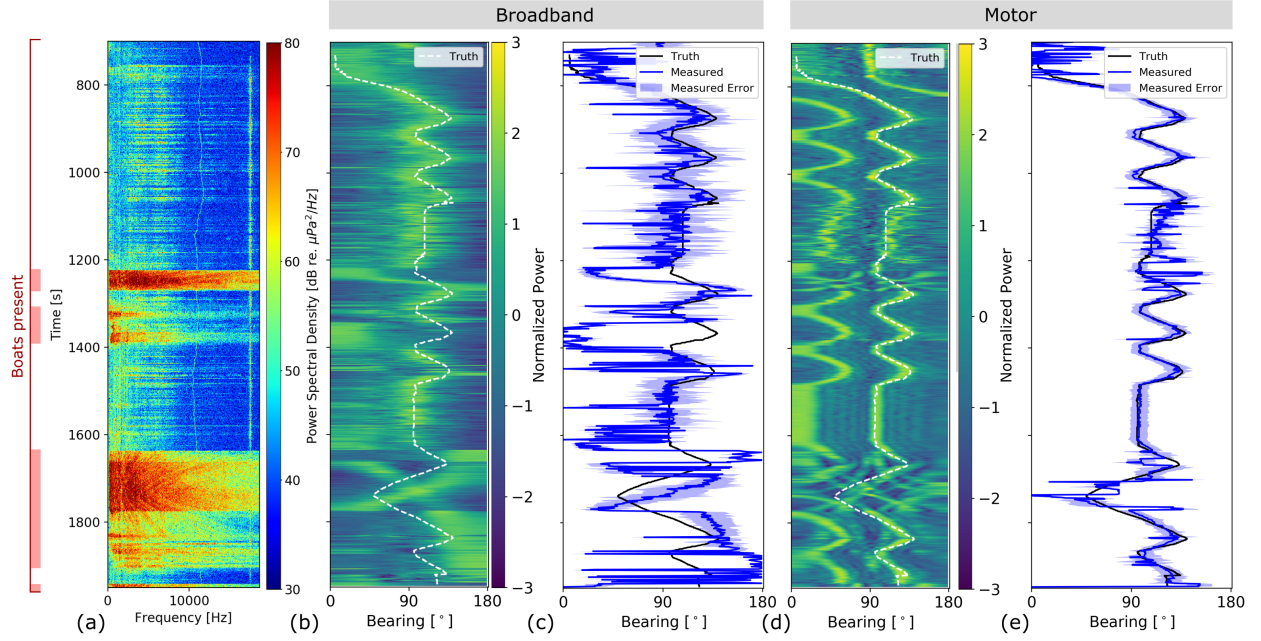 Broadband
Motor
Boats present
Time [s]
800
1000
1200
1400
1600
1800
0
10000
Frequency [Hz]
(a)
80
70
60
50
40
30
Power Spectral Density [dB re. μPa²/Hz]
Truth
0
90
180
Bearing [°]
(b)
3
2
1
0
−1
−2
−3
Normalized Power
Truth
Measured
Measured Error
0
90
180
Bearing [°]
(c)
Truth
0
90
180
Bearing [°]
(d)
3
2
1
0
−1
−2
−3
Normalized Power
Truth
Measured
Measured Error
0
90
180
Bearing [°]
(e)